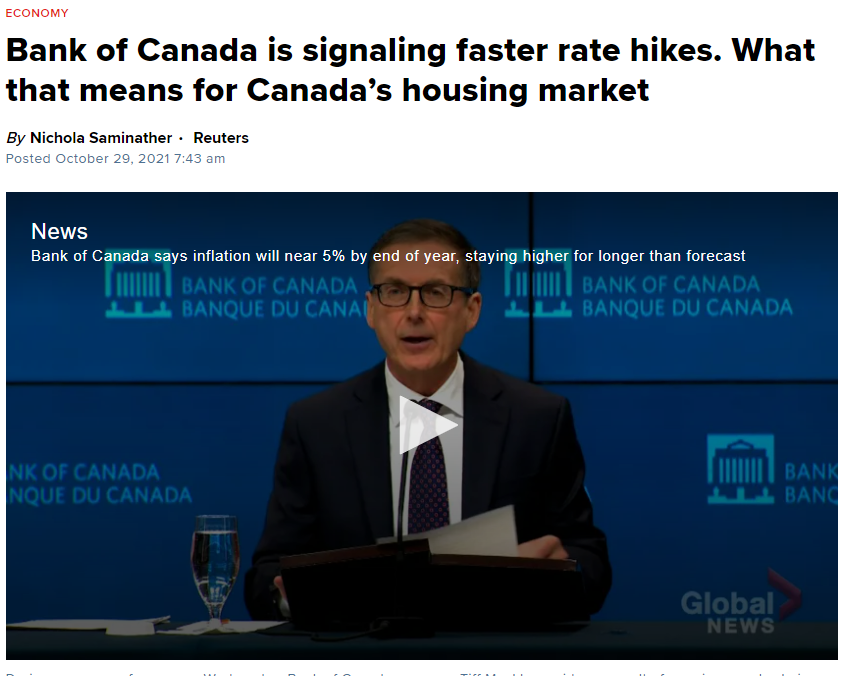 ECONOMY
Bank of Canada is signaling faster rate hikes. What
that means for Canada’s housing market
By Nichola Saminather · Reuters
Posted October 29, 2021 7:43 am
News
Bank of Canada says inflation will near 5% by end of year, staying higher for longer than forecast
BANK OF CANADA
BANQUE DU CANA
BANK OF CANADA
BANQUE DU CANADA
NK OF CANADA
NQUE DU CANADA
BANK
BANQ
Global
NEWS